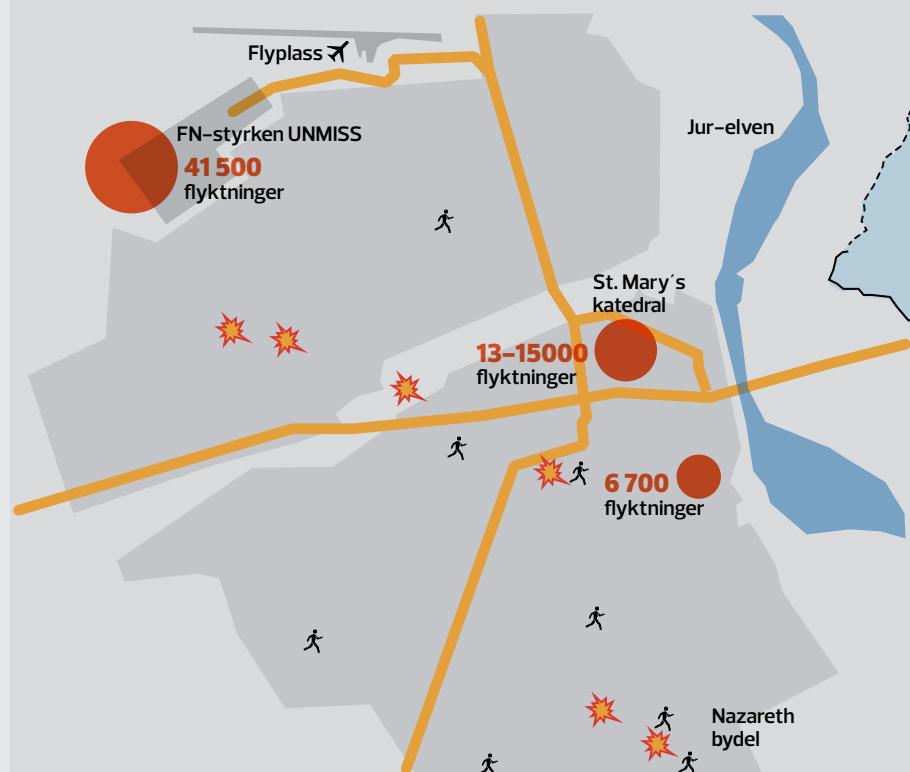 Flyplass
FN-styrken UNMISS
41 500
flyktninger
Jur-elven
St. Mary´s
katedral
13-15000
flyktninger
6 700
flyktninger
Nazareth
bydel